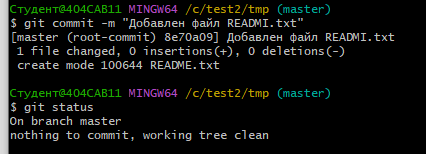 Студент@404CAB11 MINGW64 /c/test2/tmp (master)
$ git commit -m "Добавлен файл READMI.txt"
[master (root-commit) 8e70a09] Добавлен файл READMI.txt
 1 file changed, 0 insertions(+), 0 deletions(-)
 create mode 100644 README.txt

Студент@404CAB11 MINGW64 /c/test2/tmp (master)
$ git status
On branch master
nothing to commit, working tree clean